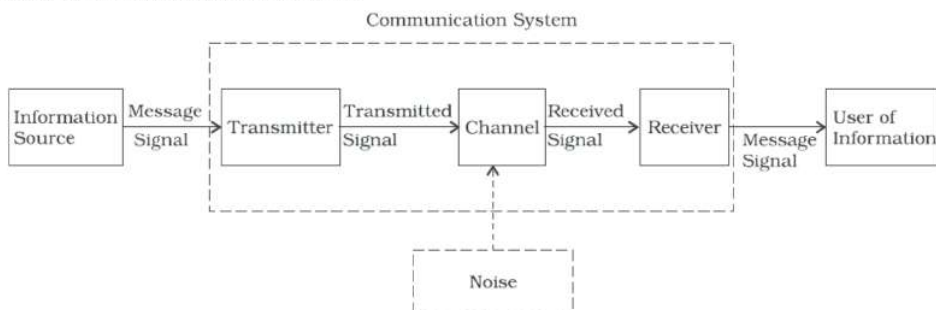 Communication System
Information
Source
Message
Signal
Transmitter
Transmitted
Signal
Channel
Received
Signal
Receiver
Message
Signal
User of
Information
Noise